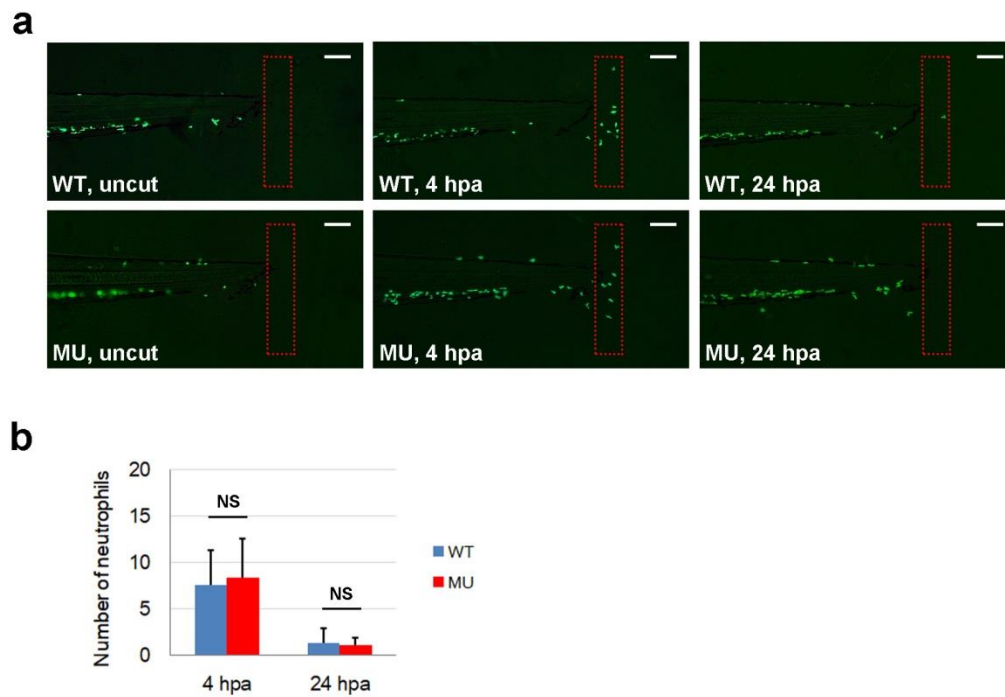 a
WT, uncut
WT, 4 hpa
WT, 24 hpa
MU, uncut
MU, 4 hpa
MU, 24 hpa
b
Number of neutrophils
20
15
10
5
0
NS
NS
4 hpa
24 hpa
WT
MU